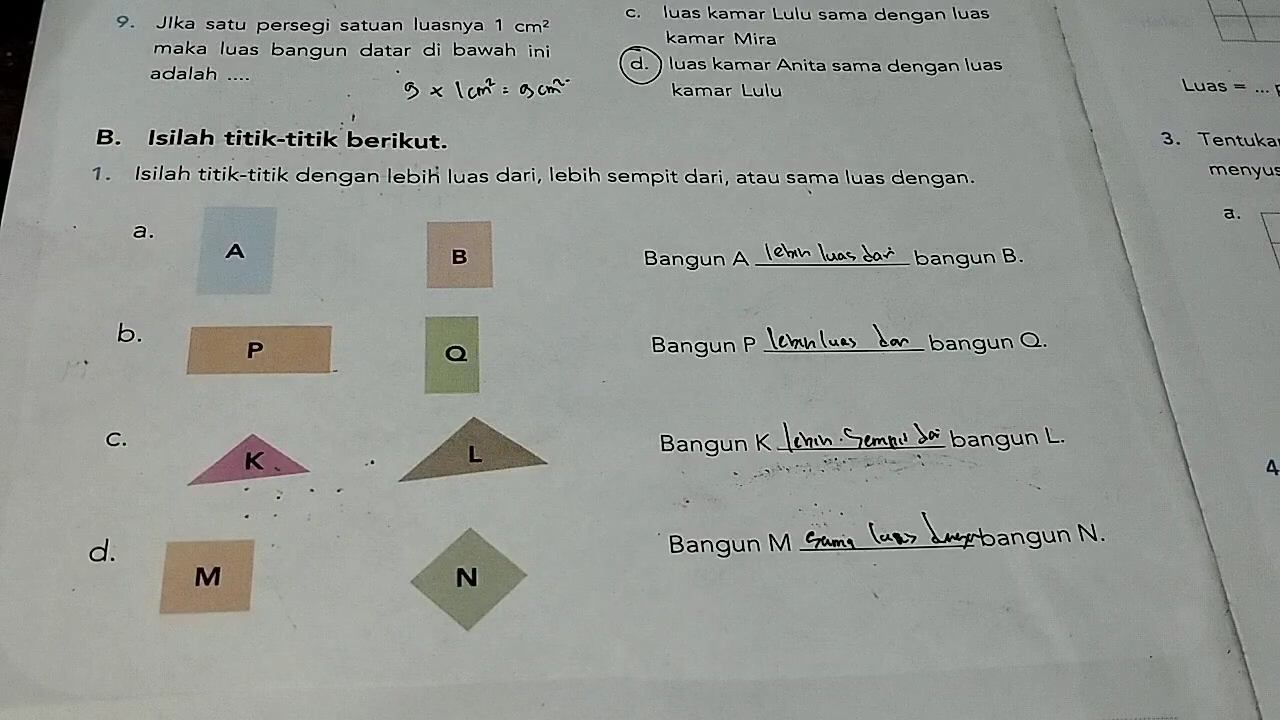 9. JIka satu persegi satuan luasnya 1 cm²
maka luas bangun datar di bawah ini
adalah ....
9 x 1 cm² = 9 cm²
c. luas kamar Lulu sama dengan luas
kamar Mira
d. luas kamar Anita sama dengan luas
kamar Lulu
B. Isilah titik-titik berikut.
1. Isilah titik-titik dengan lebih luas dari, lebih sempit dari, atau sama luas dengan.
a. A B Bangun A lebih luas dari bangun B.
b. P Q Bangun P lebih luas dari bangun Q.
c. K L Bangun K lebih sempit dari bangun L.
d. M N Bangun M sama luas dengan bangun N.
Luas = ...
3. Tentuka
menyus
a.
4